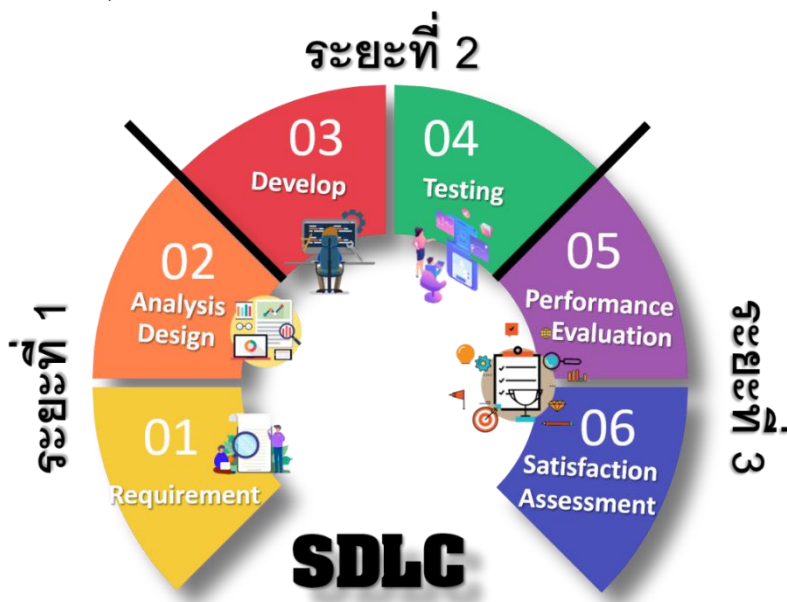 ระยะที่ 2
03
Develop
04
Testing
02
Analysis
Design
05
Performance
Evaluation
ระยะที่ 1
ระยะที่ 3
01
Requirement
06
Satisfaction
Assessment
SDLC